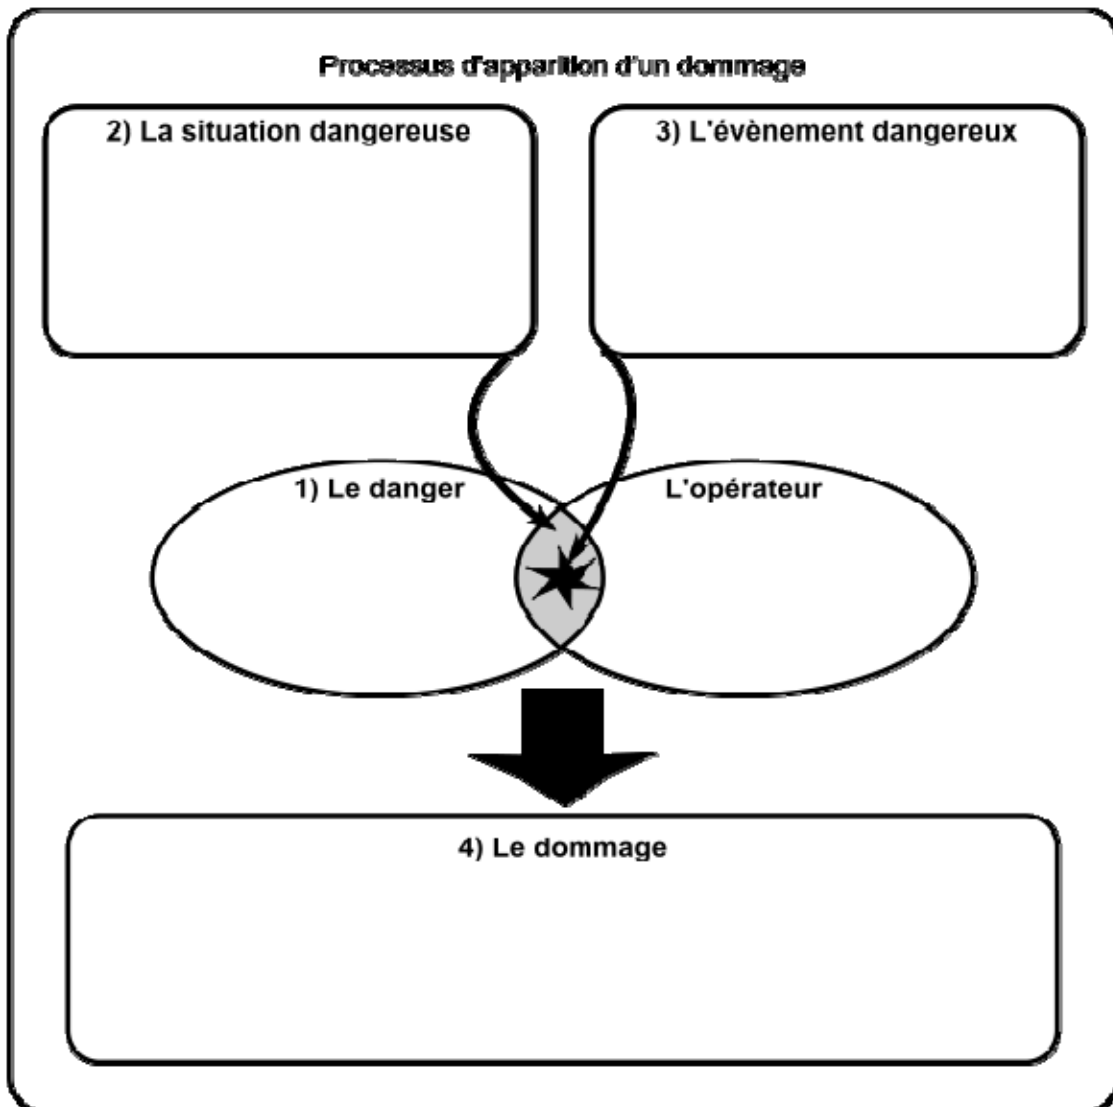 Processus d'apparition d'un dommage
2) La situation dangereuse
3) L'évènement dangereux
1) Le danger
L'opérateur
4) Le dommage